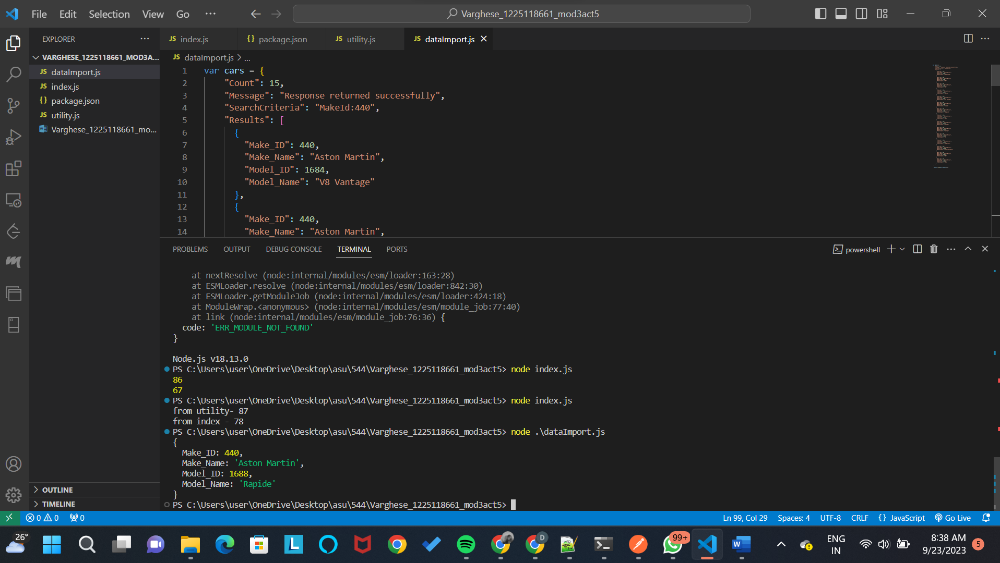 File Edit Selection View Go ···
Varghese_1225118661_mod3act5
EXPLORER ···
VARGHESE_1225118661_MOD3A...
JS dataImport.js
JS index.js
{} package.json
JS utility.js
Varghese_1225118661_mo...
OUTLINE
TIMELINE
JS index.js
{} package.json
JS utility.js
JS dataImport.js
JS dataImport.js > ...
1 var cars = {
2 "Count": 15,
3 "Message": "Response returned successfully",
4 "SearchCriteria": "MakeId:440",
5 "Results": [
6 {
7 "Make_ID": 440,
8 "Make_Name": "Aston Martin",
9 "Model_ID": 1684,
10 "Model_Name": "V8 Vantage"
11 },
12 {
13 "Make_ID": 440,
14 "Make_Name": "Aston Martin",
PROBLEMS OUTPUT DEBUG CONSOLE TERMINAL PORTS
powershell
at nextResolve (node:internal/modules/esm/loader:163:28)
at ESMLoader.resolve (node:internal/modules/esm/loader:842:30)
at ESMLoader.getModuleJob (node:internal/modules/esm/loader:424:18)
at ModuleWrap.<anonymous> (node:internal/modules/esm/module_job:77:40)
at link (node:internal/modules/esm/module_job:76:36) {
code: 'ERR_MODULE_NOT_FOUND'
}
Node.js v18.13.0
PS C:\Users\user\OneDrive\Desktop\asu\544\Varghese_1225118661_mod3act5> node index.js
86
67
PS C:\Users\user\OneDrive\Desktop\asu\544\Varghese_1225118661_mod3act5> node index.js
from utility- 87
from index - 78
PS C:\Users\user\OneDrive\Desktop\asu\544\Varghese_1225118661_mod3act5> node .\dataImport.js
{
Make_ID: 440,
Make_Name: 'Aston Martin',
Model_ID: 1688,
Model_Name: 'Rapide'
}
PS C:\Users\user\OneDrive\Desktop\asu\544\Varghese_1225118661_mod3act5>
0 0 0
Ln 99, Col 29 Spaces: 4 UTF-8 CRLF {} JavaScript Go Live
26°
L
D
99+
W
ENG
IN
8:38 AM
9/23/2023
5